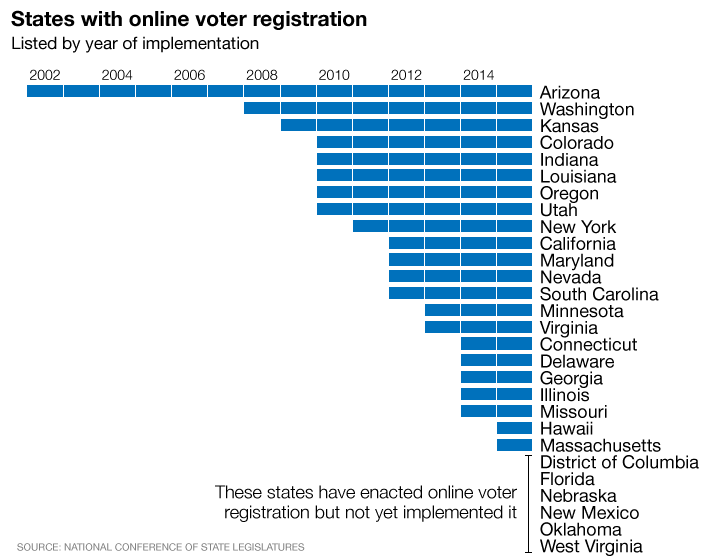 States with online voter registration
Listed by year of implementation
2002 2004 2006 2008 2010 2012 2014
Arizona
Washington
Kansas
Colorado
Indiana
Louisiana
Oregon
Utah
New York
California
Maryland
Nevada
South Carolina
Minnesota
Virginia
Connecticut
Delaware
Georgia
Illinois
Missouri
Hawaii
Massachusetts
District of Columbia
Florida
Nebraska
New Mexico
Oklahoma
West Virginia
These states have enacted online voter
registration but not yet implemented it
SOURCE: NATIONAL CONFERENCE OF STATE LEGISLATURES